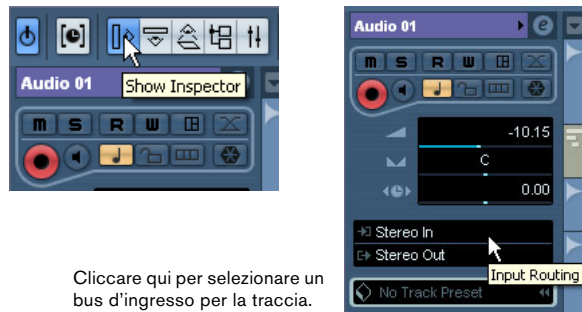 Audio 01
Show Inspector
m S R W
Audio 01 e
m S R W
-10.15
C
0.00
Stereo In
Stereo Out
Input Routing
No Track Preset
Cliccare qui per selezionare un
bus d'ingresso per la traccia.